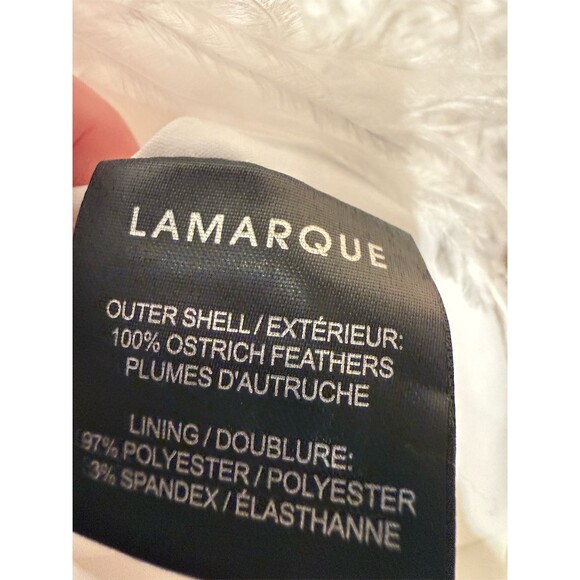 LAMARQUE
OUTER SHELL / EXTÉRIEUR:
100% OSTRICH FEATHERS
PLUMES D'AUTRUCHE
LINING / DOUBLURE:
97% POLYESTER / POLYESTER
3% SPANDEX / ÉLASTHANNE